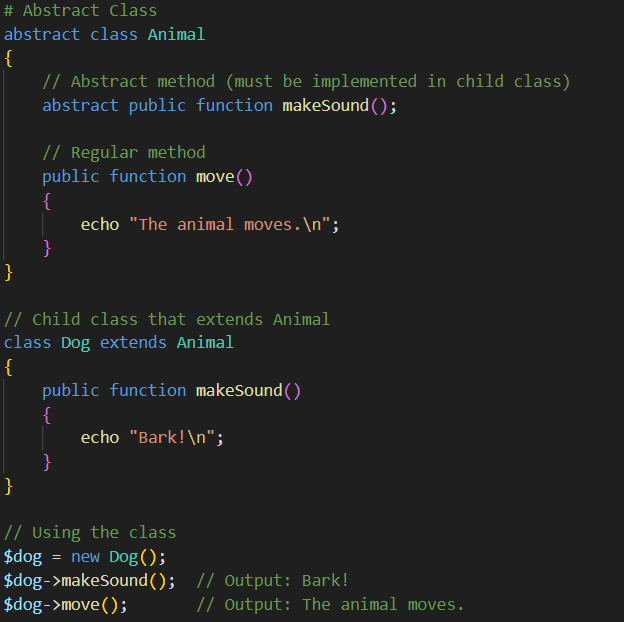 # Abstract Class
abstract class Animal
{
    // Abstract method (must be implemented in child class)
    abstract public function makeSound();

    // Regular method
    public function move()
    {
        echo "The animal moves.\n";
    }
}

// Child class that extends Animal
class Dog extends Animal
{
    public function makeSound()
    {
        echo "Bark!\n";
    }
}

// Using the class
$dog = new Dog();
$dog->makeSound();  // Output: Bark!
$dog->move();       // Output: The animal moves.